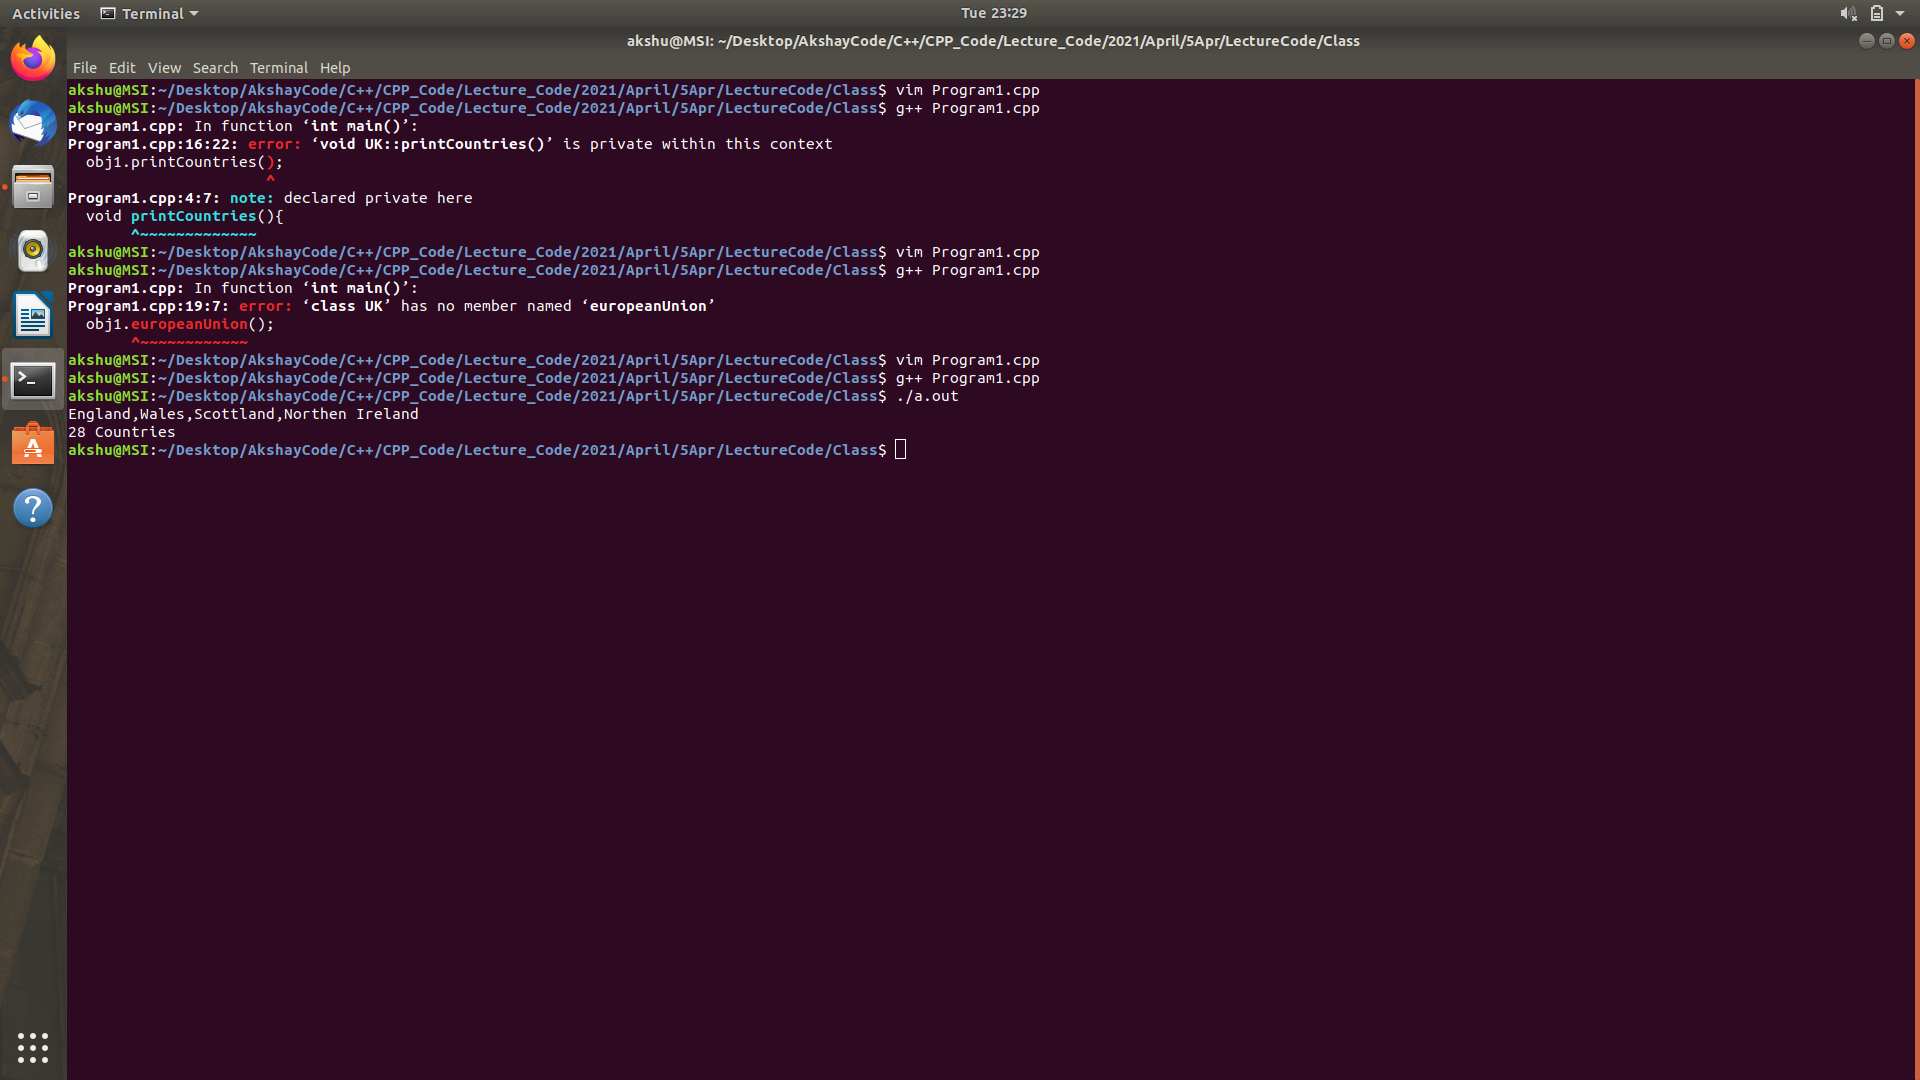 Activities Terminal Tue 23:29
akshu@MSI: ~/Desktop/AkshayCode/C++/CPP_Code/Lecture_Code/2021/April/5Apr/LectureCode/Class
File Edit View Search Terminal Help
akshu@MSI:~/Desktop/AkshayCode/C++/CPP_Code/Lecture_Code/2021/April/5Apr/LectureCode/Class$ vim Program1.cpp
akshu@MSI:~/Desktop/AkshayCode/C++/CPP_Code/Lecture_Code/2021/April/5Apr/LectureCode/Class$ g++ Program1.cpp
Program1.cpp: In function ‘int main()’:
Program1.cpp:16:22: error: ‘void UK::printCountries()’ is private within this context
  obj1.printCountries();
                      ^
Program1.cpp:4:7: note: declared private here
  void printCountries(){
       ^~~~~~~~~~~~~~
akshu@MSI:~/Desktop/AkshayCode/C++/CPP_Code/Lecture_Code/2021/April/5Apr/LectureCode/Class$ vim Program1.cpp
akshu@MSI:~/Desktop/AkshayCode/C++/CPP_Code/Lecture_Code/2021/April/5Apr/LectureCode/Class$ g++ Program1.cpp
Program1.cpp: In function ‘int main()’:
Program1.cpp:19:7: error: ‘class UK’ has no member named ‘europeanUnion’
  obj1.europeanUnion();
       ^~~~~~~~~~~~~
akshu@MSI:~/Desktop/AkshayCode/C++/CPP_Code/Lecture_Code/2021/April/5Apr/LectureCode/Class$ vim Program1.cpp
akshu@MSI:~/Desktop/AkshayCode/C++/CPP_Code/Lecture_Code/2021/April/5Apr/LectureCode/Class$ g++ Program1.cpp
akshu@MSI:~/Desktop/AkshayCode/C++/CPP_Code/Lecture_Code/2021/April/5Apr/LectureCode/Class$ ./a.out
England,Wales,Scottland,Northen Ireland
28 Countries
akshu@MSI:~/Desktop/AkshayCode/C++/CPP_Code/Lecture_Code/2021/April/5Apr/LectureCode/Class$